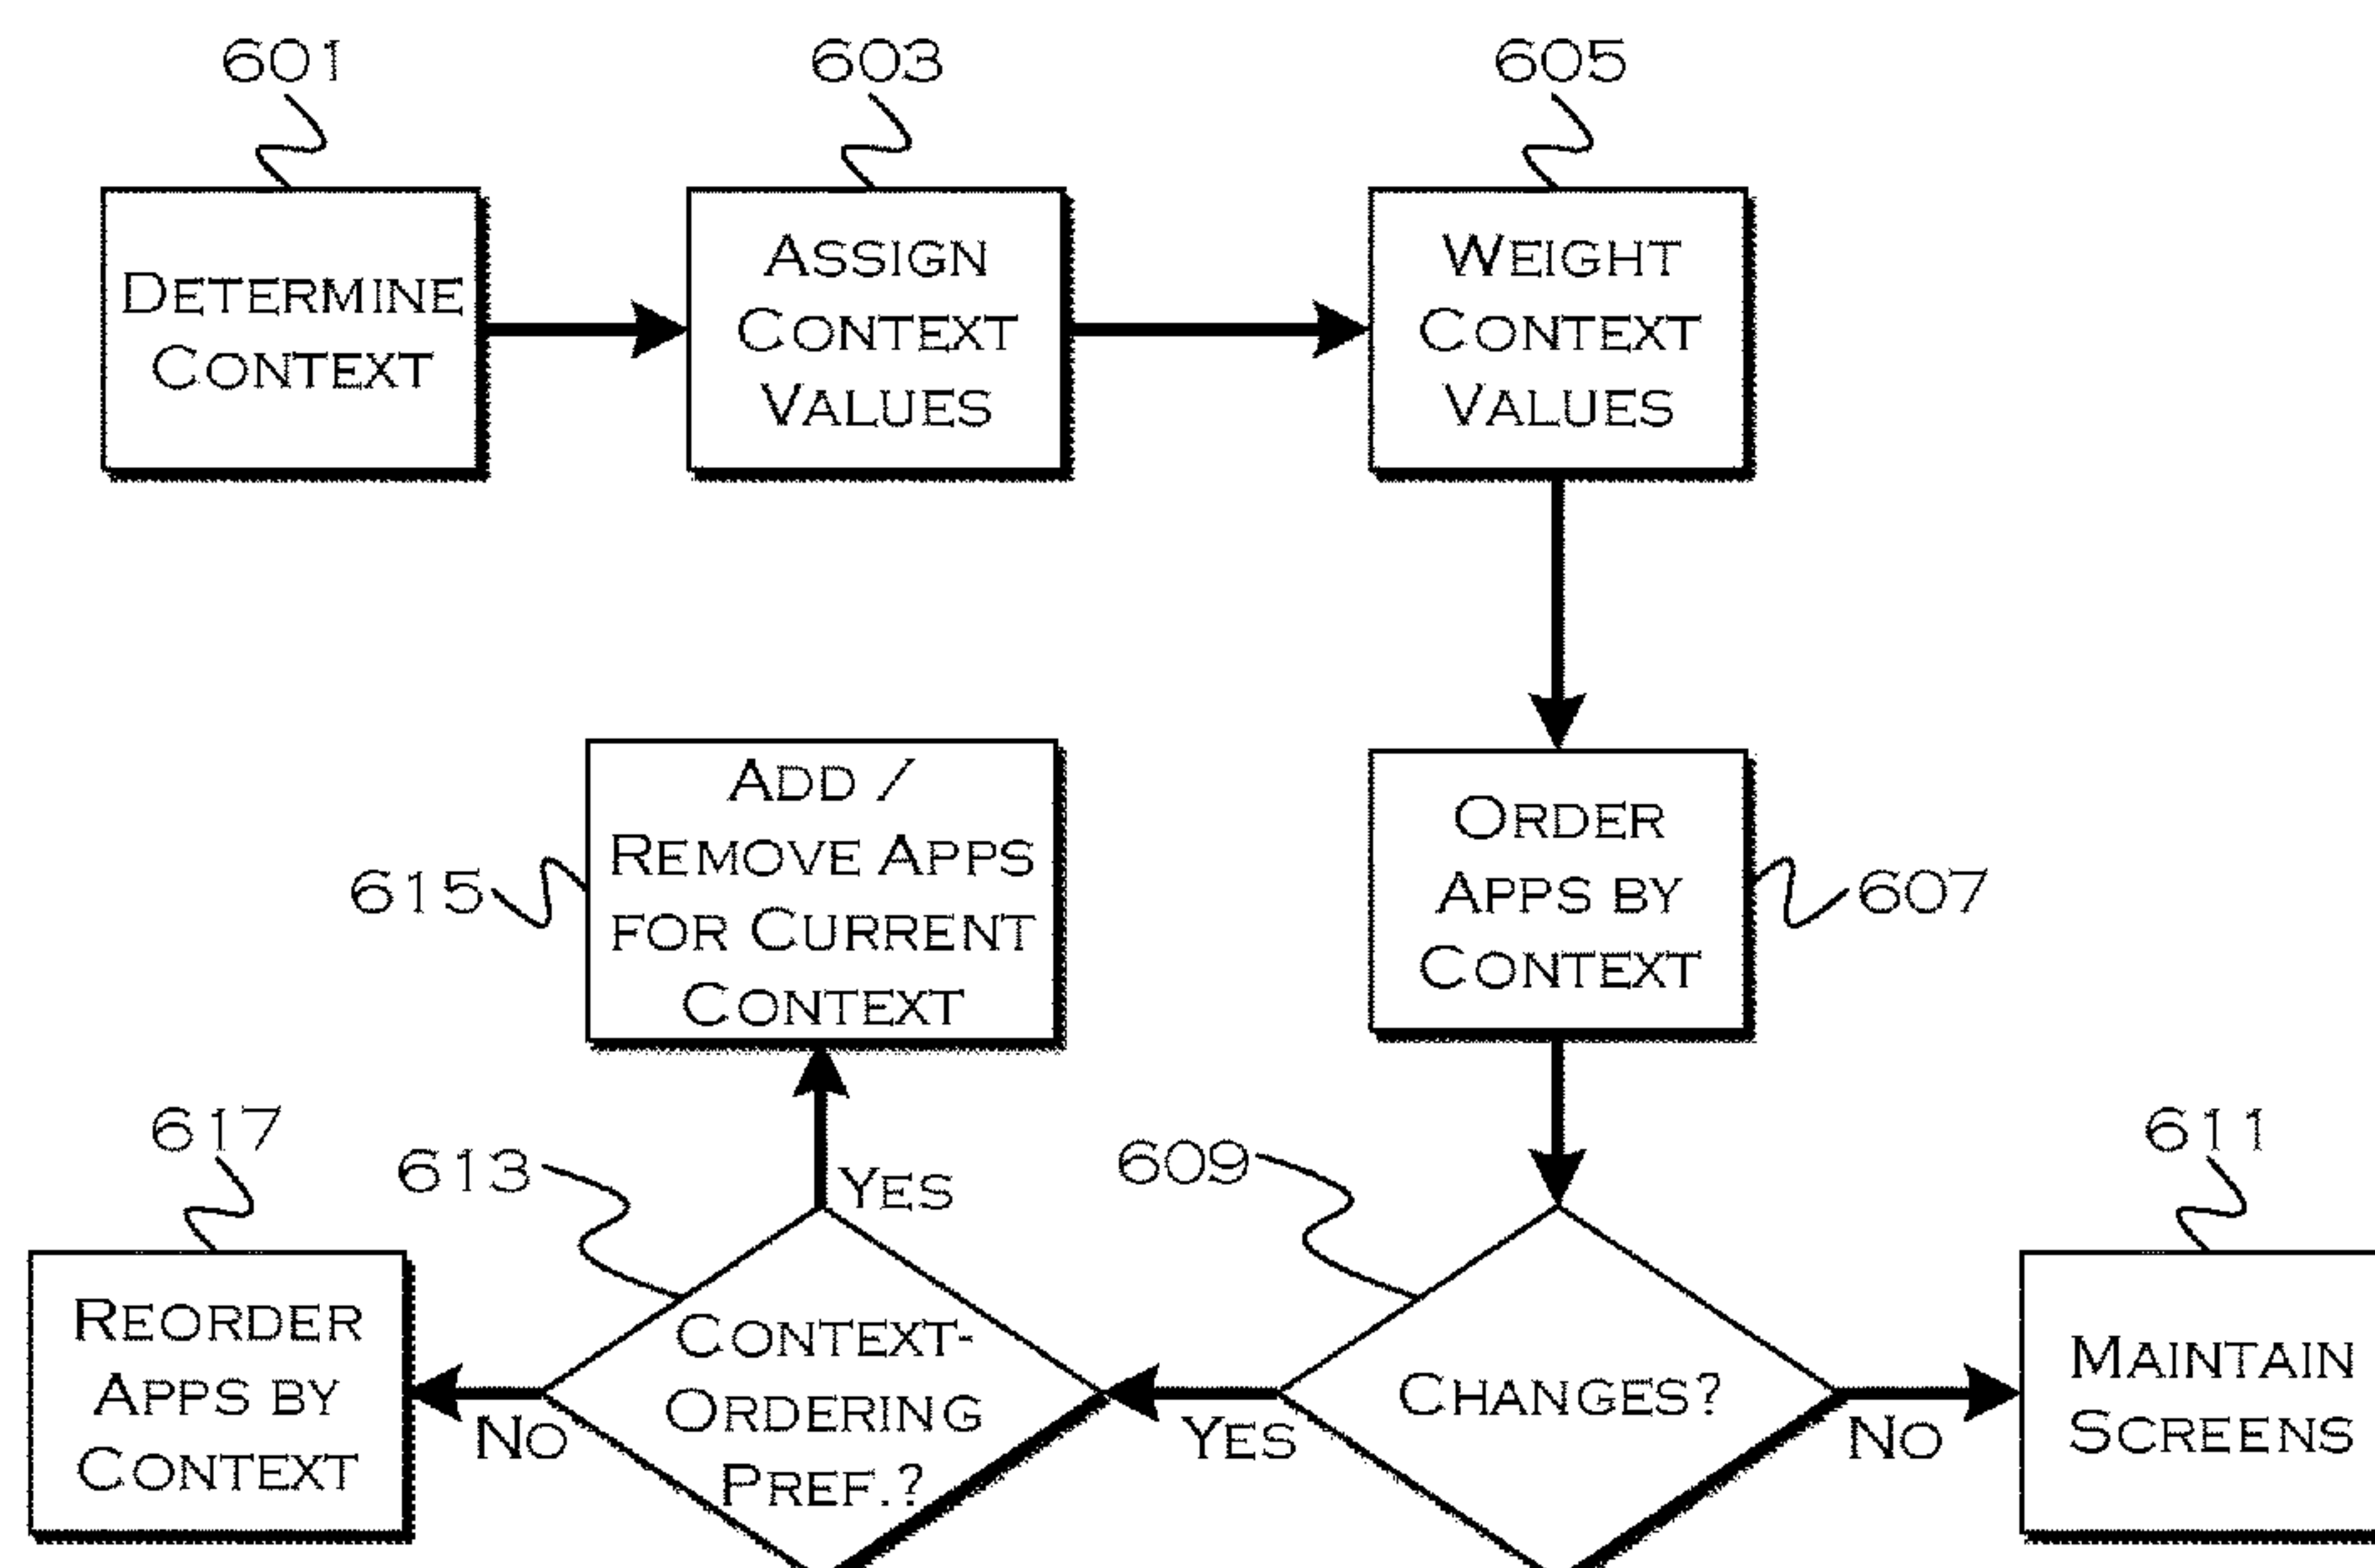 601
603
605
DETERMINE
CONTEXT
ASSIGN
CONTEXT
VALUES
WEIGHT
CONTEXT
VALUES
ADD /
REMOVE APPS
FOR CURRENT
CONTEXT
615
ORDER
APPS BY
CONTEXT
607
617
613
YES
609
611
REORDER
APPS BY
CONTEXT
NO
CONTEXT-
ORDERING
PREF.?
YES
CHANGES?
NO
MAINTAIN
SCREENS